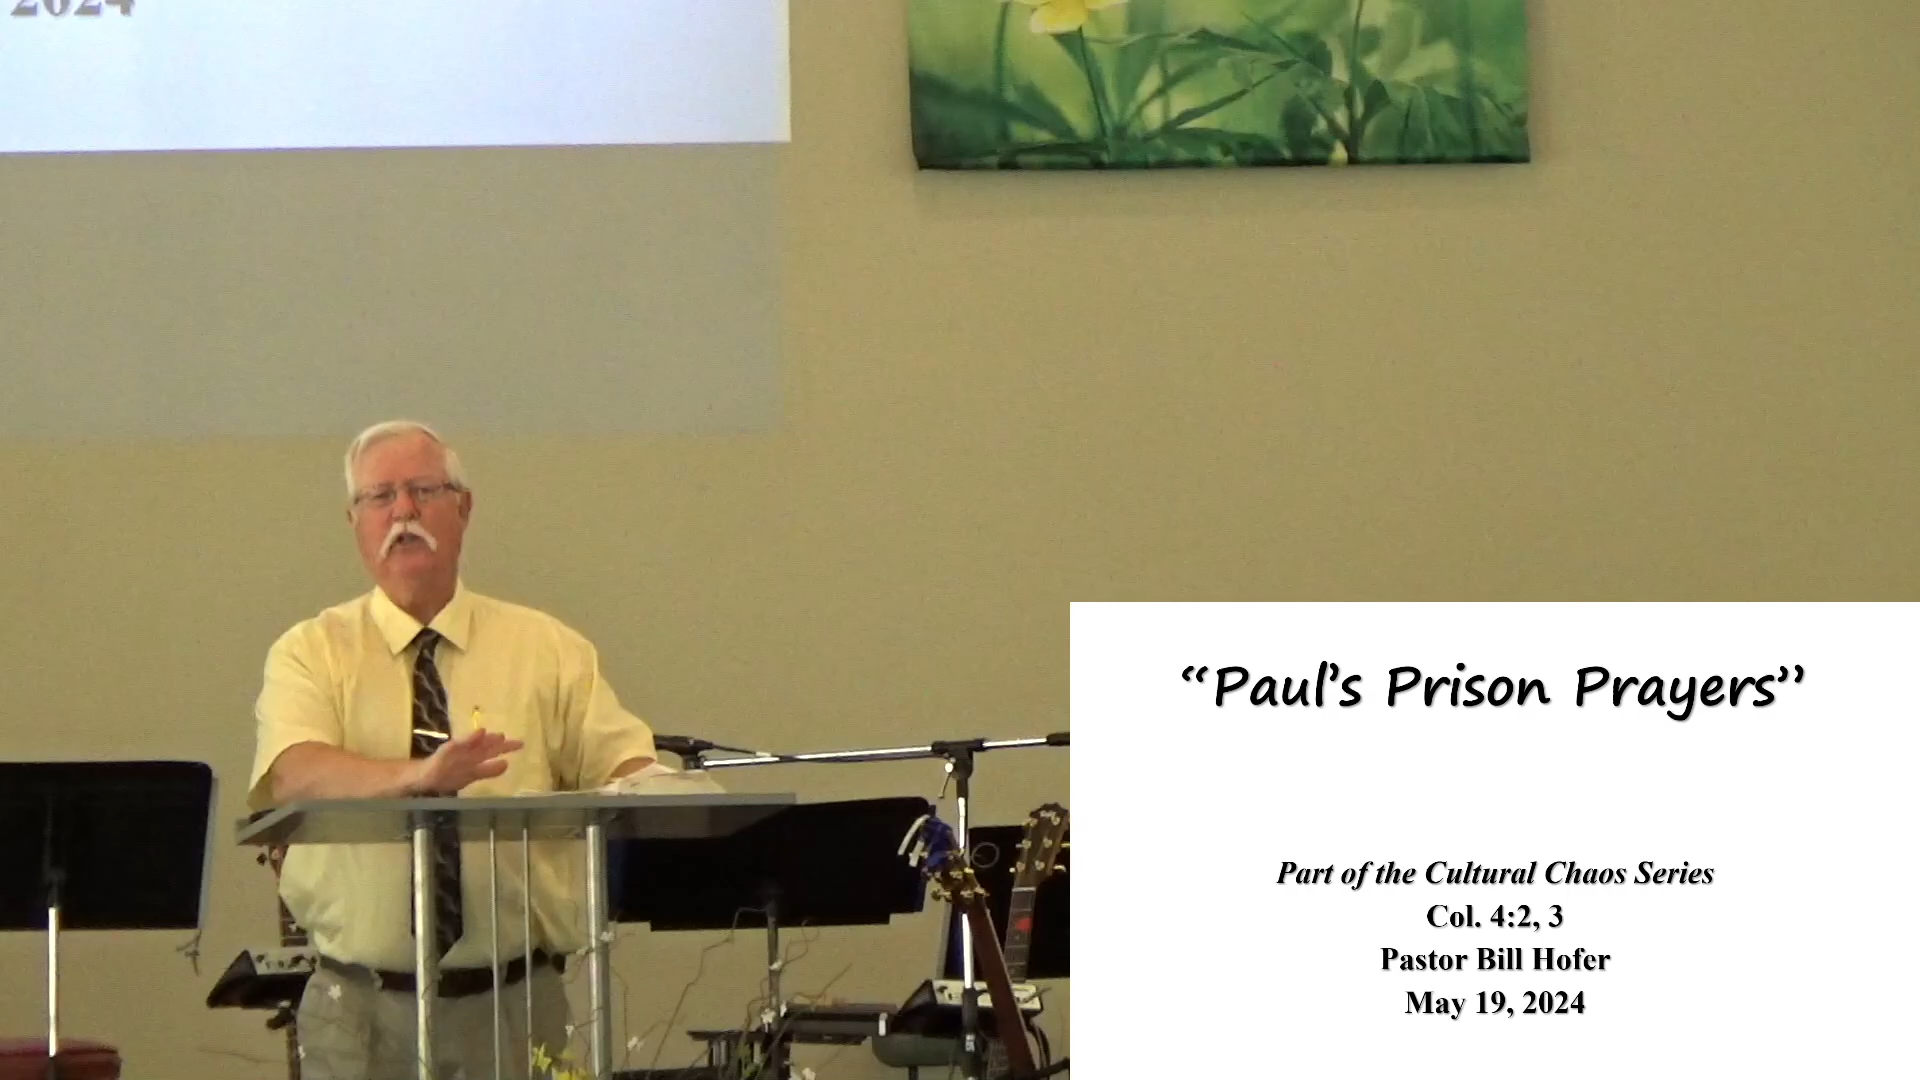 2024
“Paul’s Prison Prayers”
Part of the Cultural Chaos Series
Col. 4:2, 3
Pastor Bill Hofer
May 19, 2024